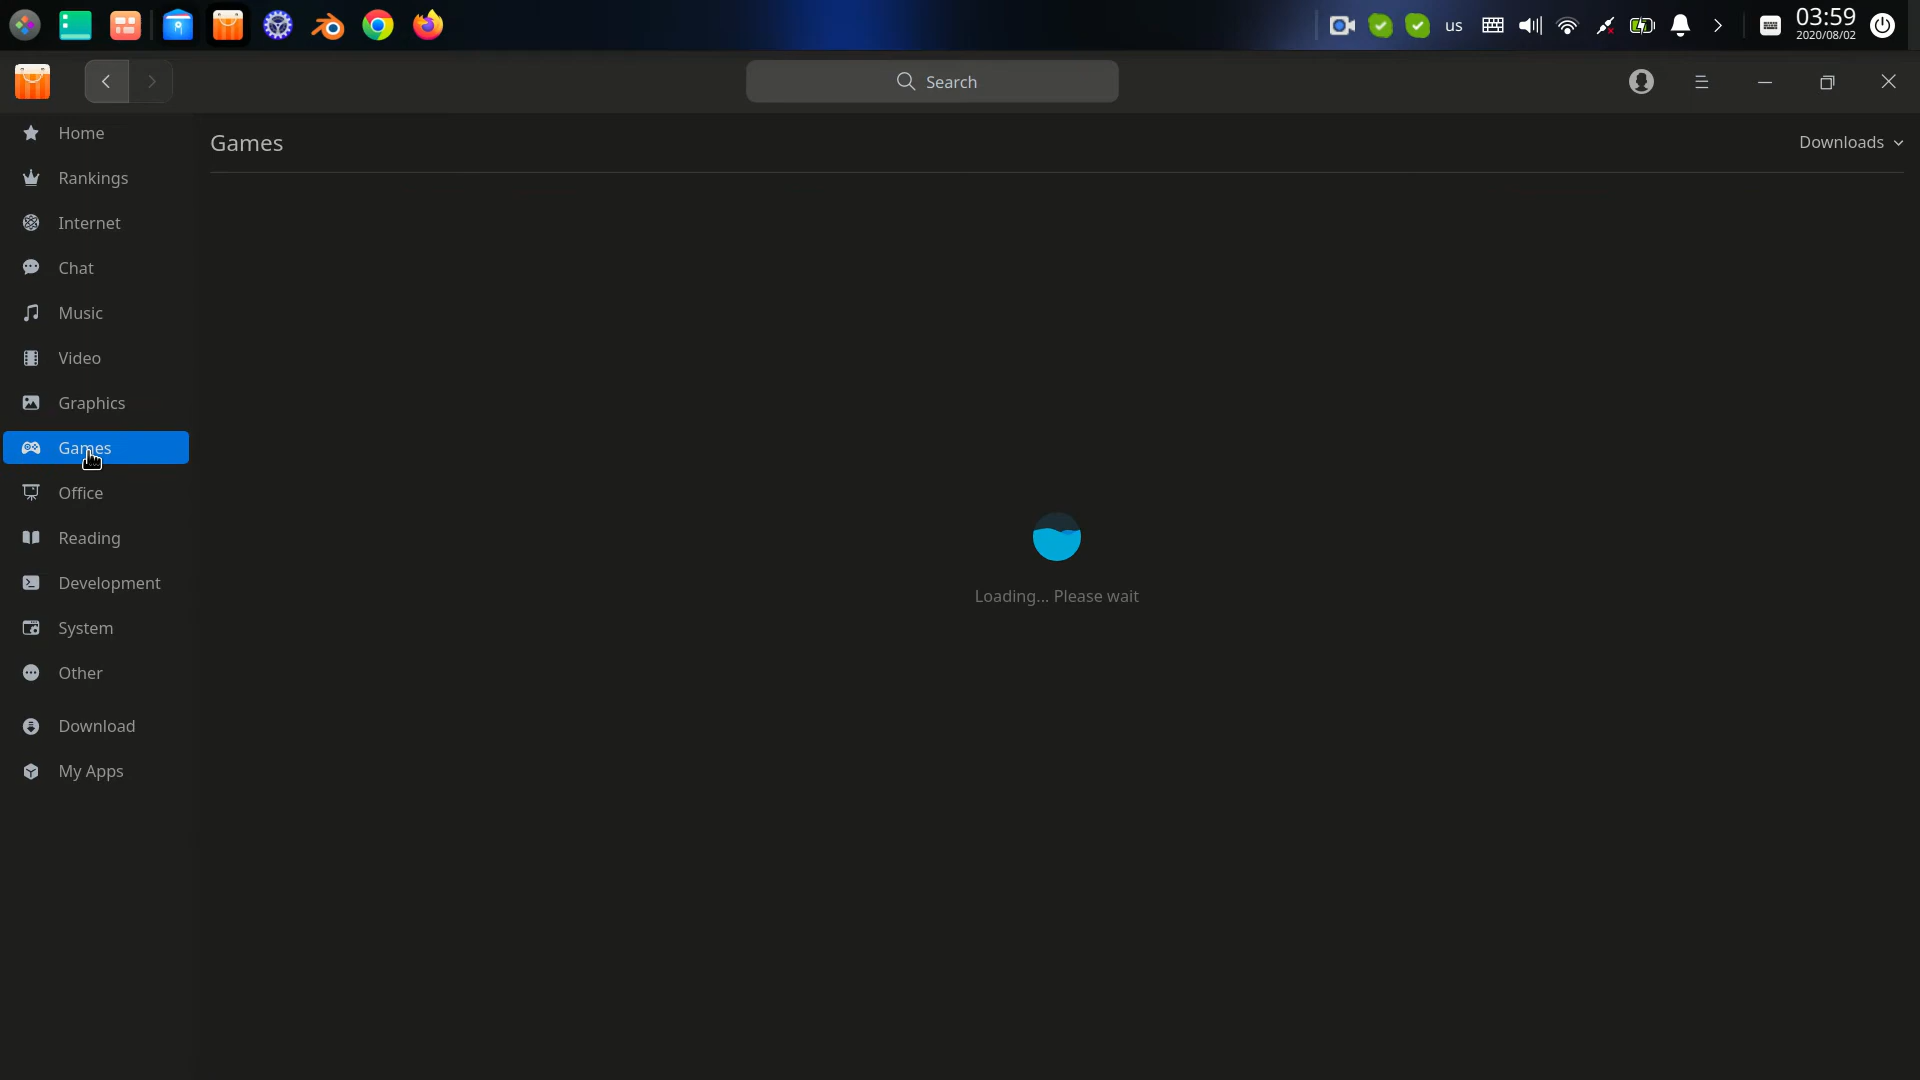 us
03:59
2020/08/02
Search
Home
Rankings
Internet
Chat
Music
Video
Graphics
Games
Office
Reading
Development
System
Other
Download
My Apps
Games
Downloads
Loading... Please wait